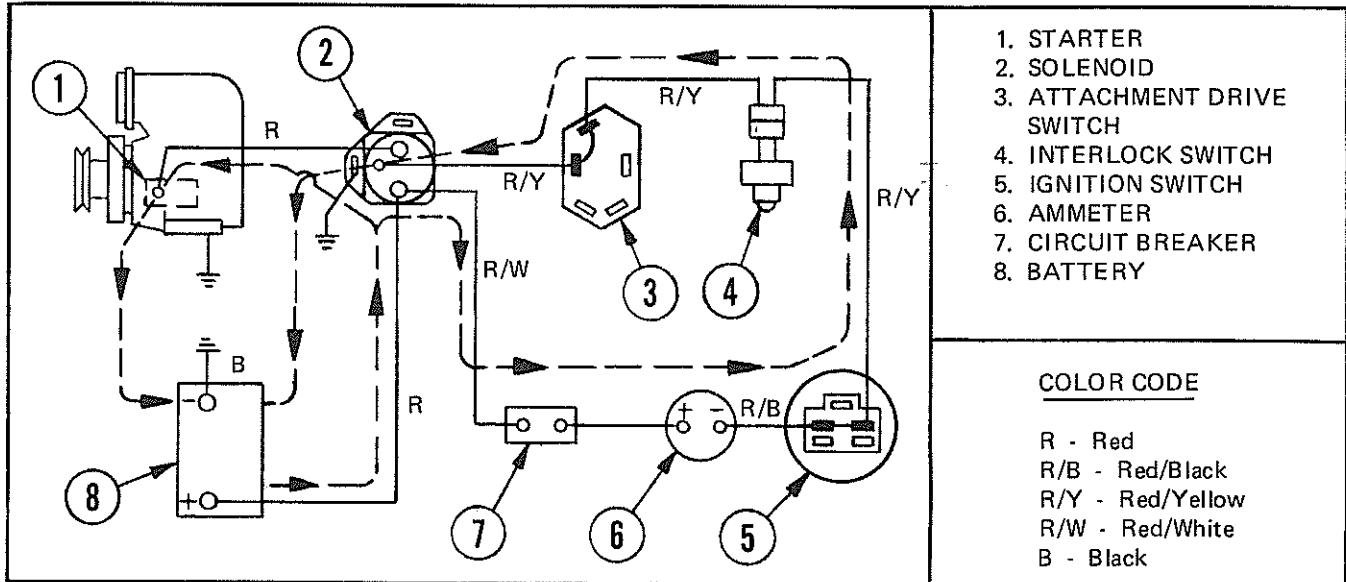 1
2
3
4
5
6
7
8
R
R/Y
R/Y
R/Y
R/W
R
B
-
+
+ -
R/B
1. STARTER
2. SOLENOID
3. ATTACHMENT DRIVE
SWITCH
4. INTERLOCK SWITCH
5. IGNITION SWITCH
6. AMMETER
7. CIRCUIT BREAKER
8. BATTERY
COLOR CODE
R - Red
R/B - Red/Black
R/Y - Red/Yellow
R/W - Red/White
B - Black